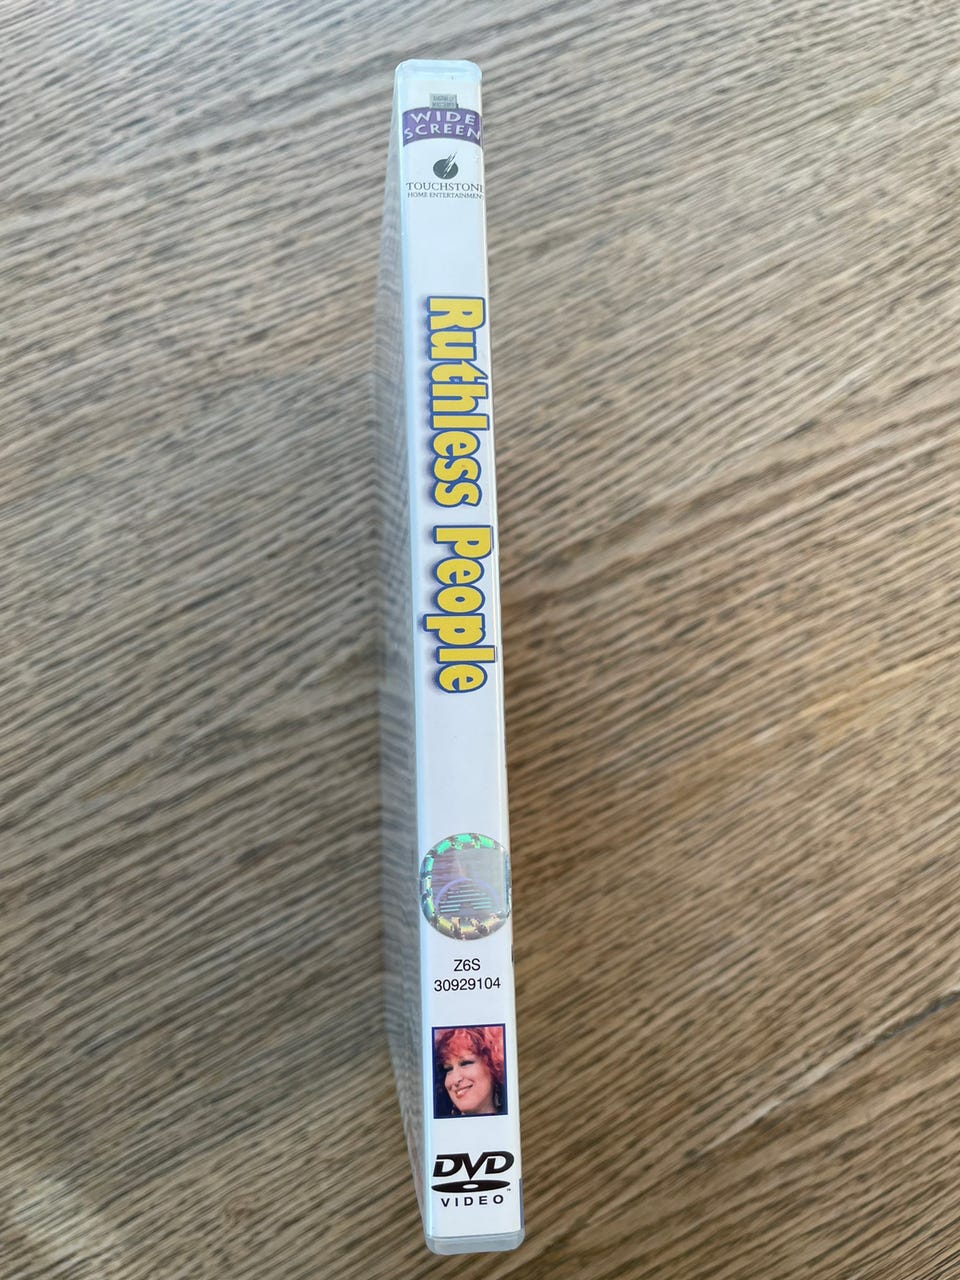 WIDE
SCREEN
TOUCHSTONE
HOME ENTERTAINMENT
Ruthless People
Z6S
30929104
DVD
VIDEO